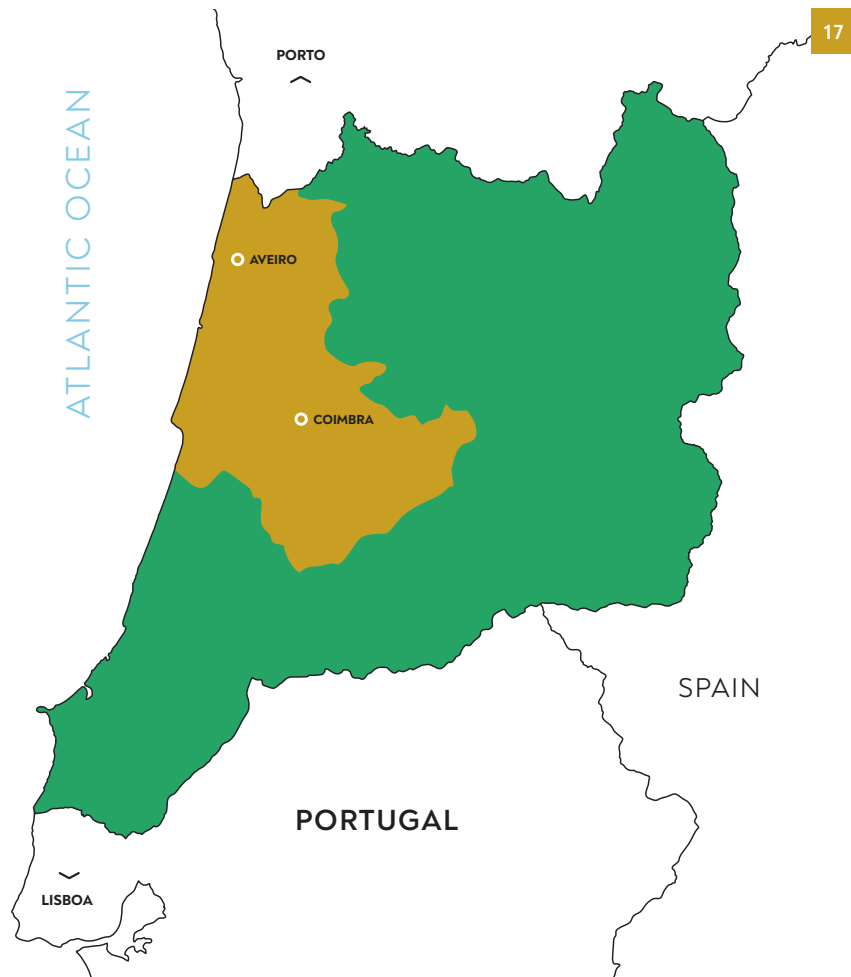 17
PORTO
ATLANTIC OCEAN
AVEIRO
COIMBRA
SPAIN
PORTUGAL
LISBOA